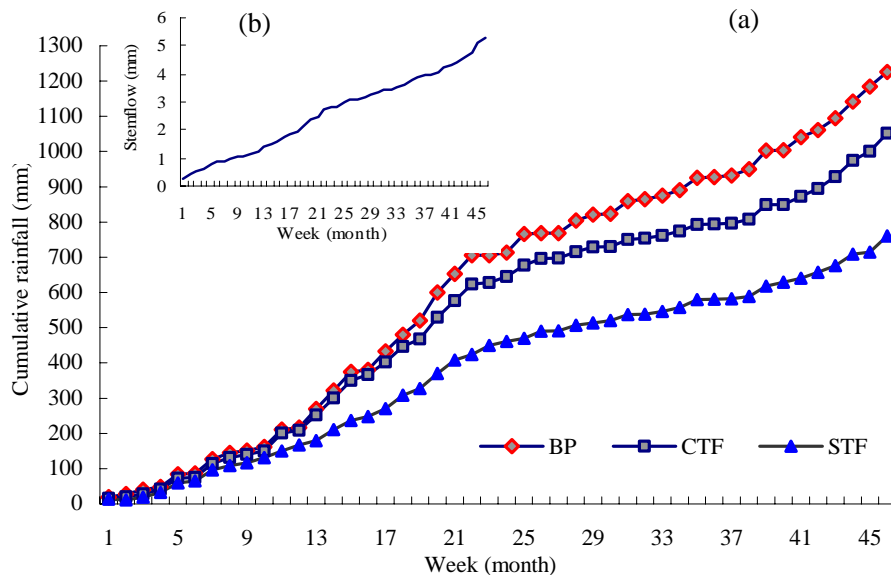 (b)
(a)
Stemflow (mm)
6
5
4
3
2
1
0
1 5 9 13 17 21 25 29 33 37 41 45
Week (month)
Cumulative rainfall (mm)
1300
1200
1100
1000
900
800
700
600
500
400
300
200
100
0
BP CTF STF
1 5 9 13 17 21 25 29 33 37 41 45
Week (month)